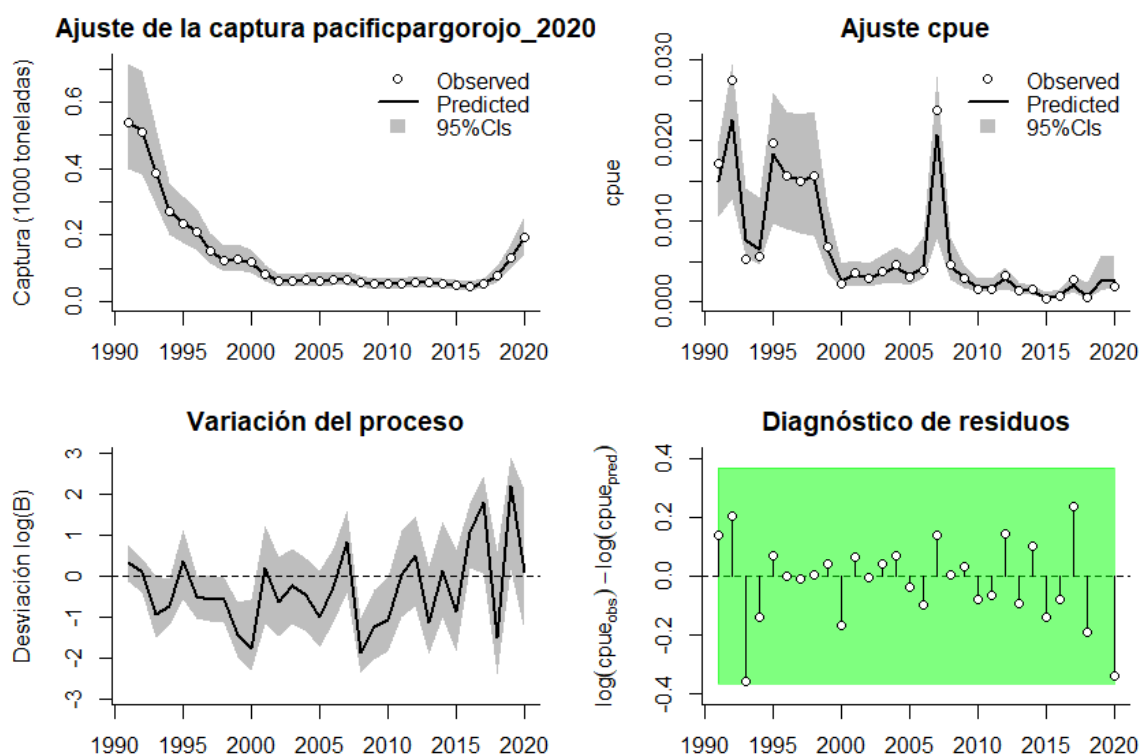 Ajuste de la captura pacificpargorojo_2020
Captura (1000 toneladas)
0.0 0.2 0.4 0.6
Observed
Predicted
95%CIs
1990 1995 2000 2005 2010 2015 2020
Ajuste cpue
cpue
0.000 0.010 0.020 0.030
Observed
Predicted
95%CIs
1990 1995 2000 2005 2010 2015 2020
Variación del proceso
Desviación log(B)
-3 -2 -1 0 1 2 3
1990 1995 2000 2005 2010 2015 2020
Diagnóstico de residuos
log(cpue_obs) − log(cpue_pred)
-0.4 -0.2 0.0 0.2 0.4
1990 1995 2000 2005 2010 2015 2020